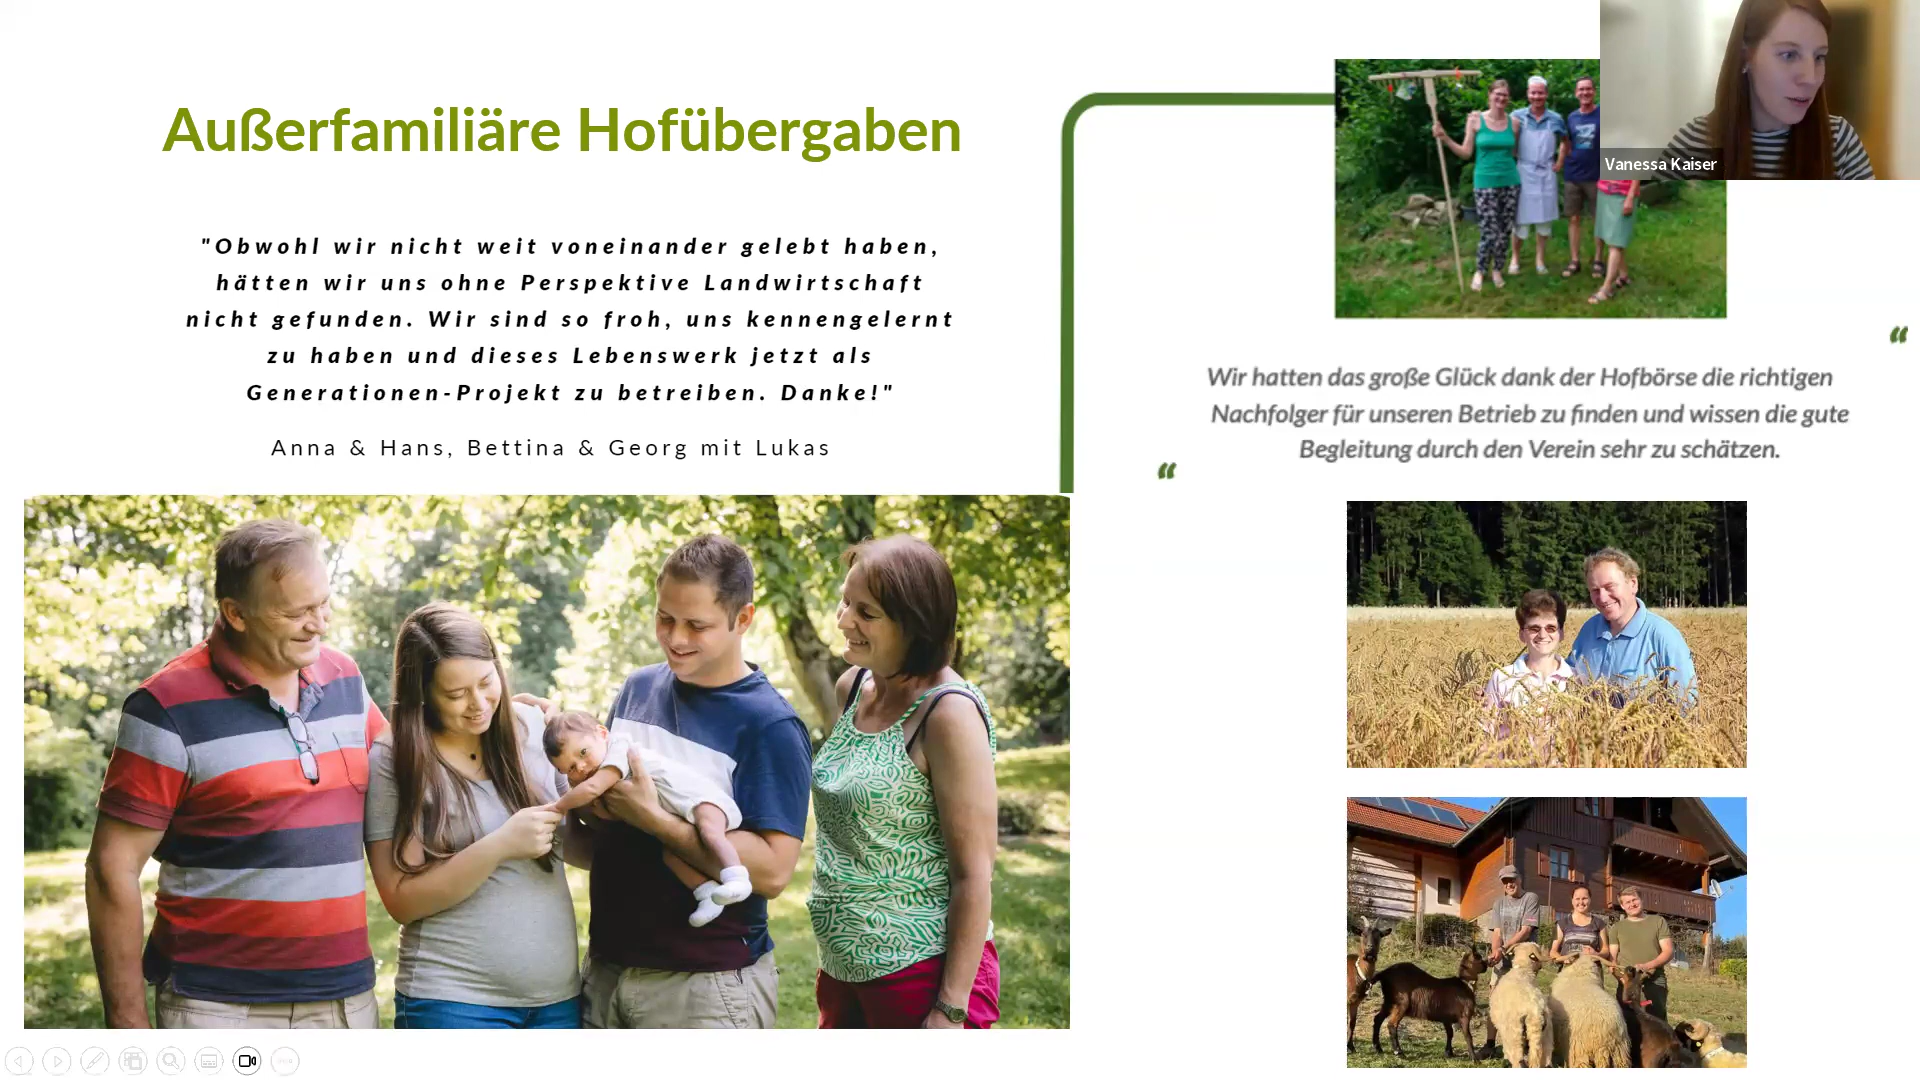 Außerfamiliäre Hofübergaben
"Obwohl wir nicht weit voneinander gelebt haben,
hätten wir uns ohne Perspektive Landwirtschaft
nicht gefunden. Wir sind so froh, uns kennengelernt
zu haben und dieses Lebenswerk jetzt als
Generationen-Projekt zu betreiben. Danke!"
Anna & Hans, Bettina & Georg mit Lukas
Vanessa Kaiser
“
Wir hatten das große Glück dank der Hofbörse die richtigen
Nachfolger für unseren Betrieb zu finden und wissen die gute
Begleitung durch den Verein sehr zu schätzen.
“